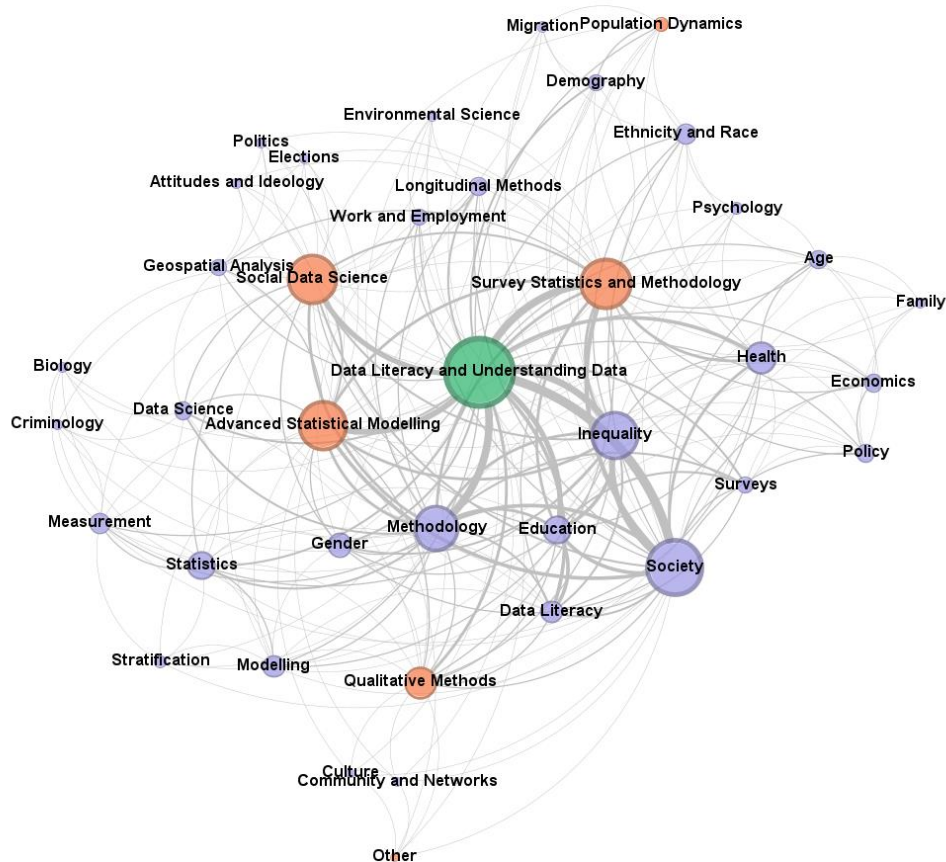 Migration
Population Dynamics
Demography
Environmental Science
Ethnicity and Race
Politics
Elections
Attitudes and Ideology
Longitudinal Methods
Work and Employment
Psychology
Geospatial Analysis
Social Data Science
Survey Statistics and Methodology
Age
Family
Biology
Data Literacy and Understanding Data
Health
Economics
Criminology
Data Science
Advanced Statistical Modelling
Inequality
Policy
Surveys
Measurement
Methodology
Education
Gender
Statistics
Society
Data Literacy
Stratification
Modelling
Qualitative Methods
Culture
Community and Networks
Other